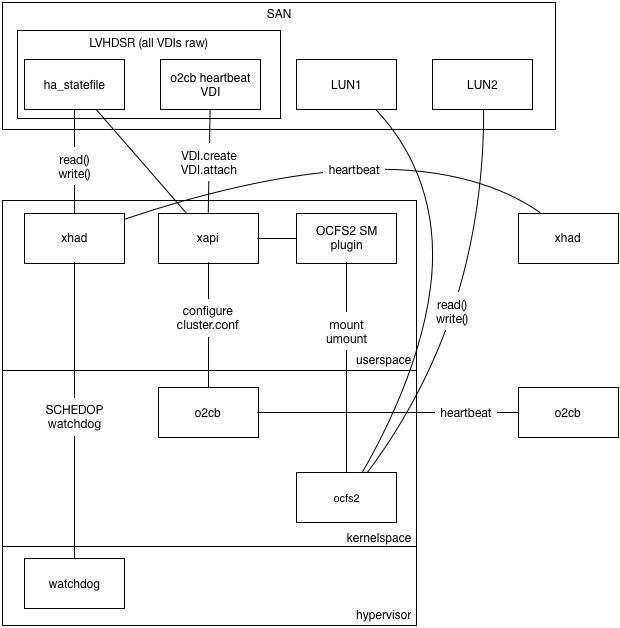 SAN
LVHDSR (all VDIs raw)
ha_statefile
o2cb heartbeat
VDI
LUN1
LUN2
read()
write()
VDI.create
VDI.attach
heartbeat
xhad
xapi
OCFS2 SM
plugin
xhad
configure
cluster.conf
mount
umount
read()
write()
userspace
SCHEDOP
watchdog
o2cb
heartbeat
o2cb
ocfs2
kernelspace
watchdog
hypervisor